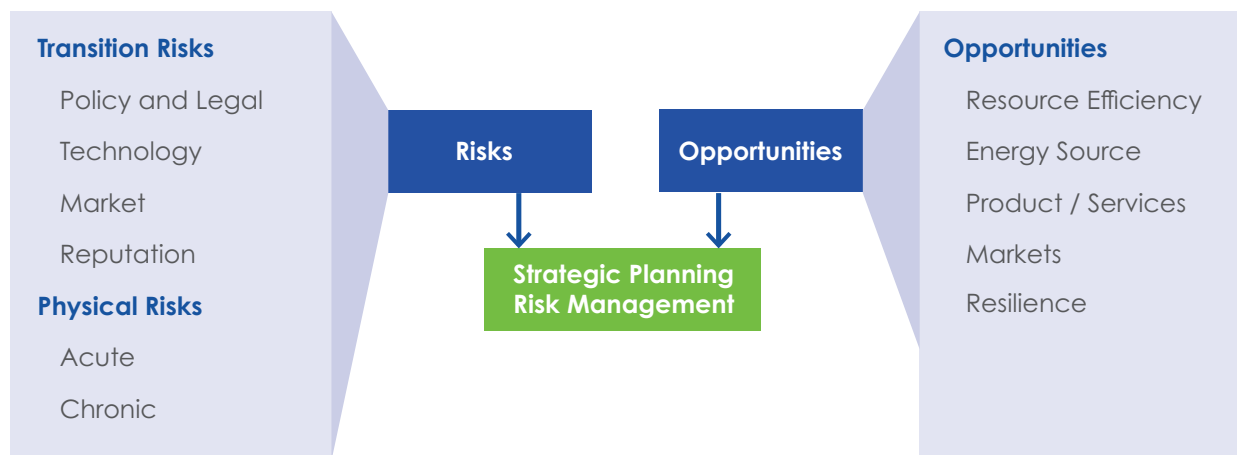 Transition Risks
Policy and Legal
Technology
Market
Reputation
Physical Risks
Acute
Chronic
Risks
Opportunities
Strategic Planning
Risk Management
Opportunities
Resource Efficiency
Energy Source
Product / Services
Markets
Resilience